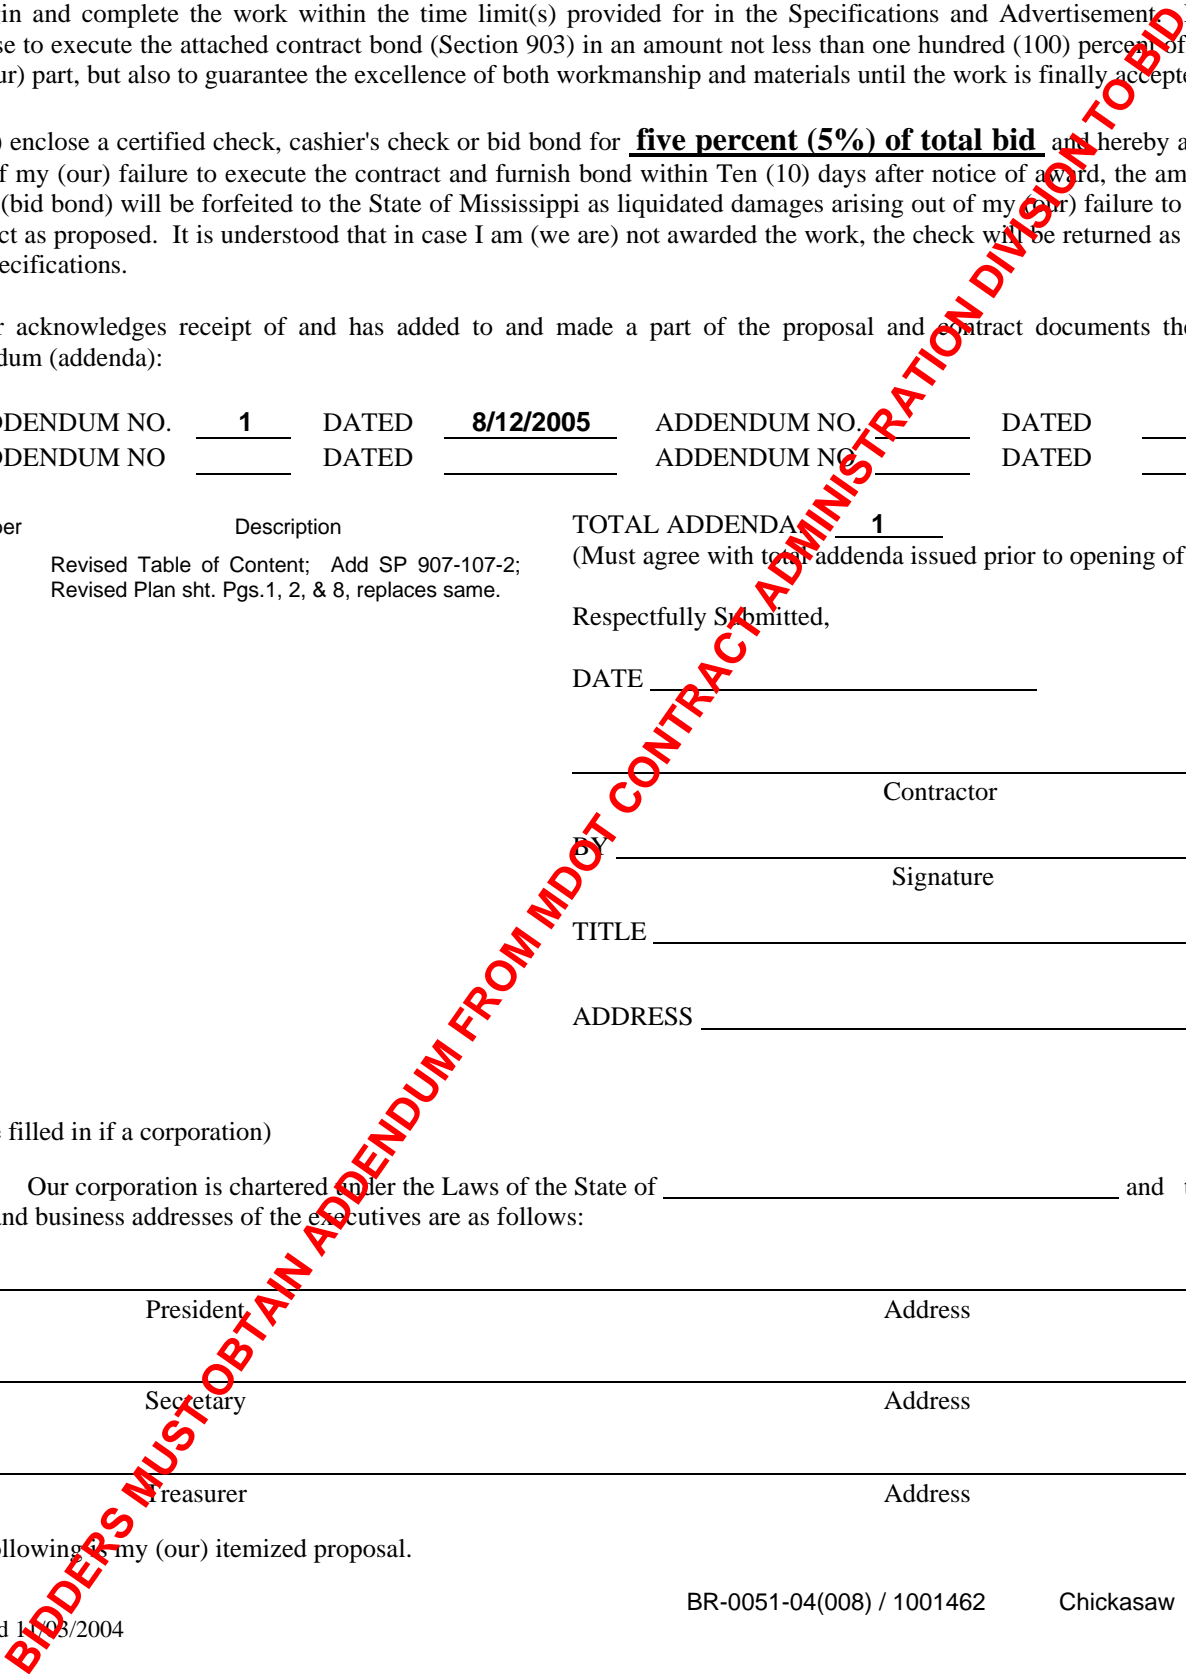 in and complete the work within the time limit(s) provided for in the Specifications and Advertisement.
se to execute the attached contract bond (Section 903) in an amount not less than one hundred (100) percent of
ur) part, but also to guarantee the excellence of both workmanship and materials until the work is finally accepte
) enclose a certified check, cashier's check or bid bond for five percent (5%) of total bid and hereby a
f my (our) failure to execute the contract and furnish bond within Ten (10) days after notice of award, the am
(bid bond) will be forfeited to the State of Mississippi as liquidated damages arising out of my (our) failure to
ct as proposed. It is understood that in case I am (we are) not awarded the work, the check will be returned as
ecifications.
r acknowledges receipt of and has added to and made a part of the proposal and contract documents the
dum (addenda):
DDENDUM NO. 1 DATED 8/12/2005 ADDENDUM NO. DATED
DDENDUM NO DATED ADDENDUM NO DATED
ber Description TOTAL ADDENDA: 1
(Must agree with total addenda issued prior to opening of
Revised Table of Content; Add SP 907-107-2;
Revised Plan sht. Pgs.1, 2, & 8, replaces same.
Respectfully Submitted,
DATE
Contractor
BY
Signature
TITLE
ADDRESS
e filled in if a corporation)
Our corporation is chartered under the Laws of the State of and t
and business addresses of the executives are as follows:
President Address
Secretary Address
Treasurer Address
ollowing is my (our) itemized proposal.
BR-0051-04(008) / 1001462 Chickasaw
d 11/03/2004
BIDDERS MUST OBTAIN ADDENDUM FROM MDOT CONTRACT ADMINISTRATION DIVISION TO BID